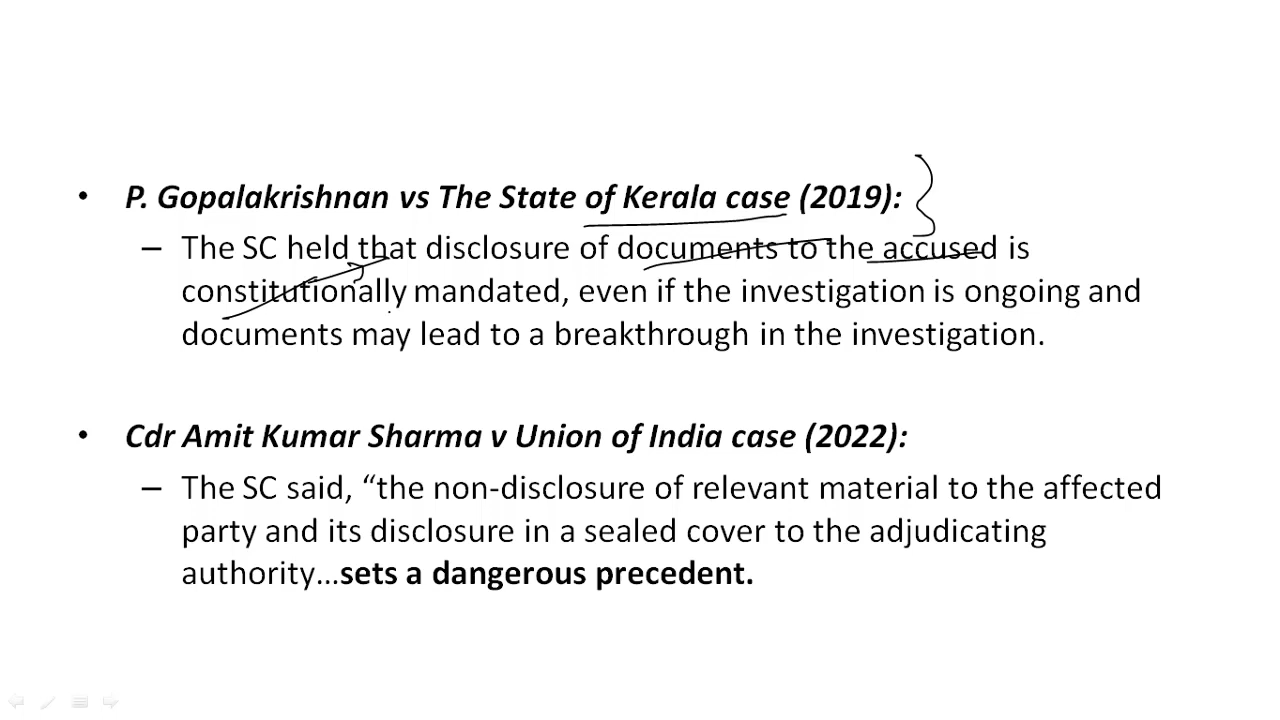 • P. Gopalakrishnan vs The State of Kerala case (2019):
– The SC held that disclosure of documents to the accused is
constitutionally mandated, even if the investigation is ongoing and
documents may lead to a breakthrough in the investigation.
• Cdr Amit Kumar Sharma v Union of India case (2022):
– The SC said, “the non-disclosure of relevant material to the affected
party and its disclosure in a sealed cover to the adjudicating
authority…sets a dangerous precedent.